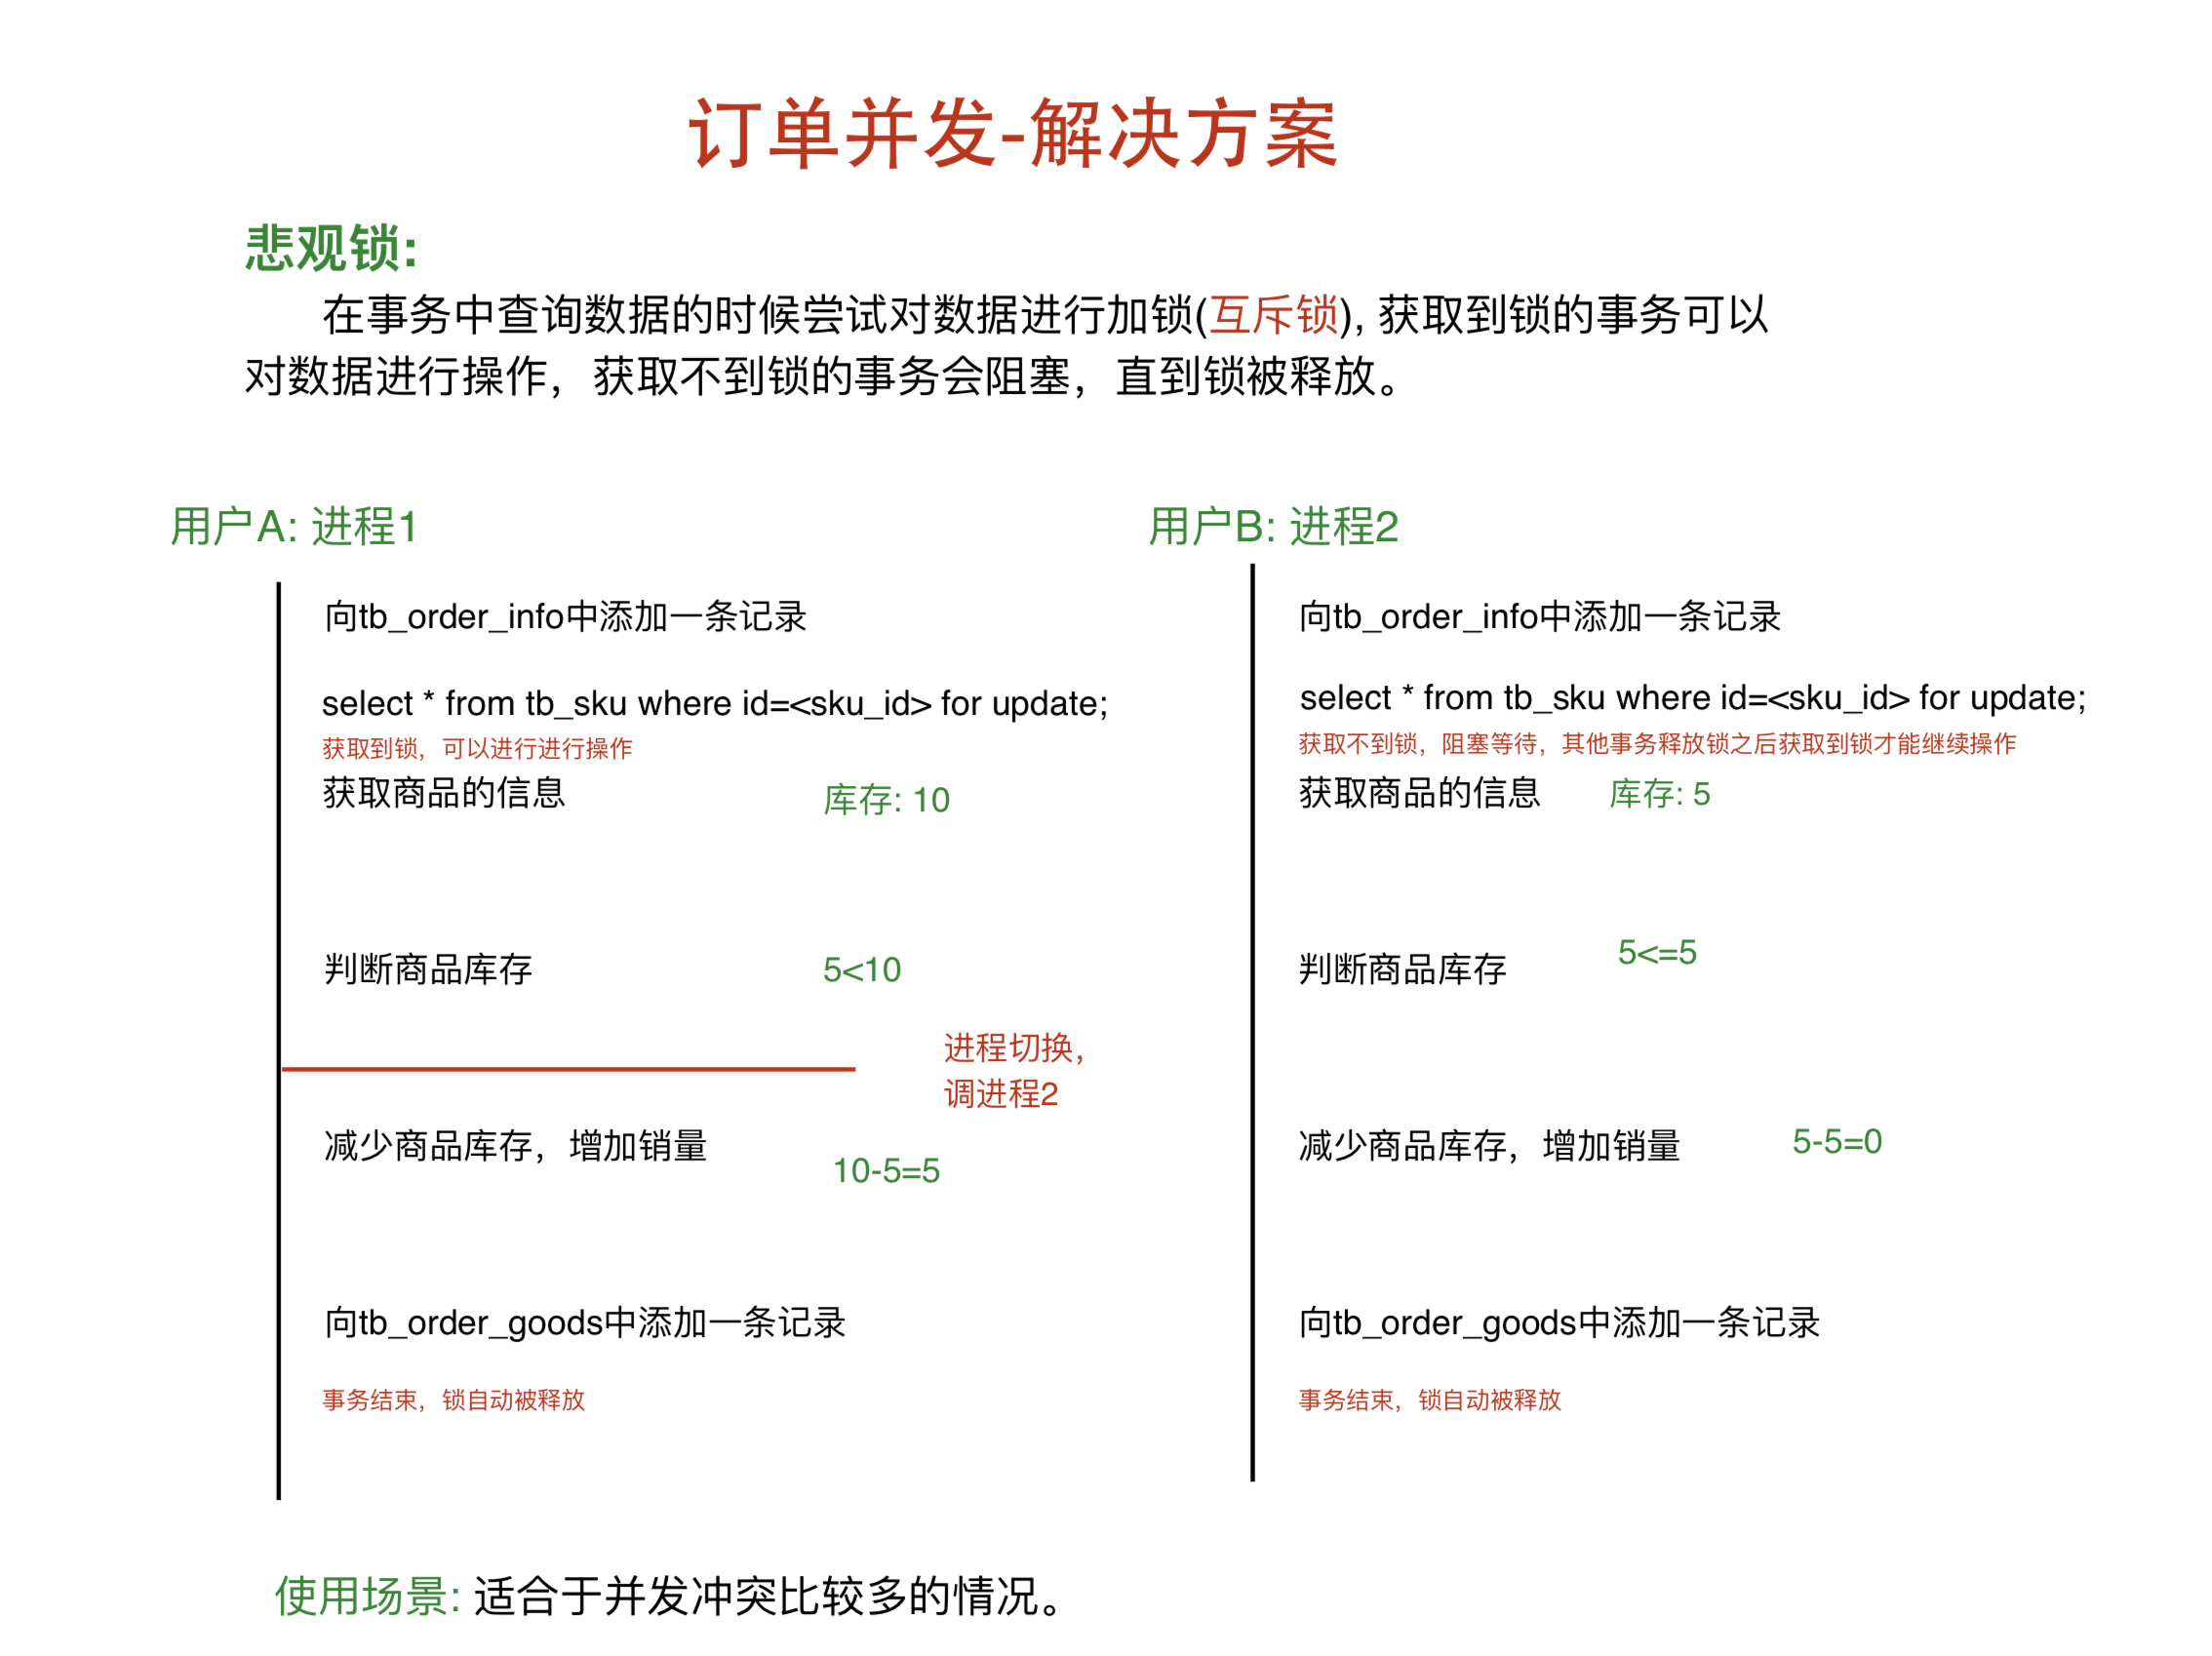 订单并发-解决方案
悲观锁:
在事务中查询数据的时候尝试对数据进行加锁(互斥锁), 获取到锁的事务可以
对数据进行操作，获取不到锁的事务会阻塞，直到锁被释放。
用户A: 进程1
向tb_order_info中添加一条记录
select * from tb_sku where id=<sku_id> for update;
获取到锁，可以进行进行操作
获取商品的信息 库存: 10
判断商品库存 5<10
进程切换，
调进程2
减少商品库存，增加销量
10-5=5
向tb_order_goods中添加一条记录
事务结束，锁自动被释放
用户B: 进程2
向tb_order_info中添加一条记录
select * from tb_sku where id=<sku_id> for update;
获取不到锁，阻塞等待，其他事务释放锁之后获取到锁才能继续操作
获取商品的信息 库存: 5
判断商品库存 5<=5
减少商品库存，增加销量 5-5=0
向tb_order_goods中添加一条记录
事务结束，锁自动被释放
使用场景: 适合于并发冲突比较多的情况。